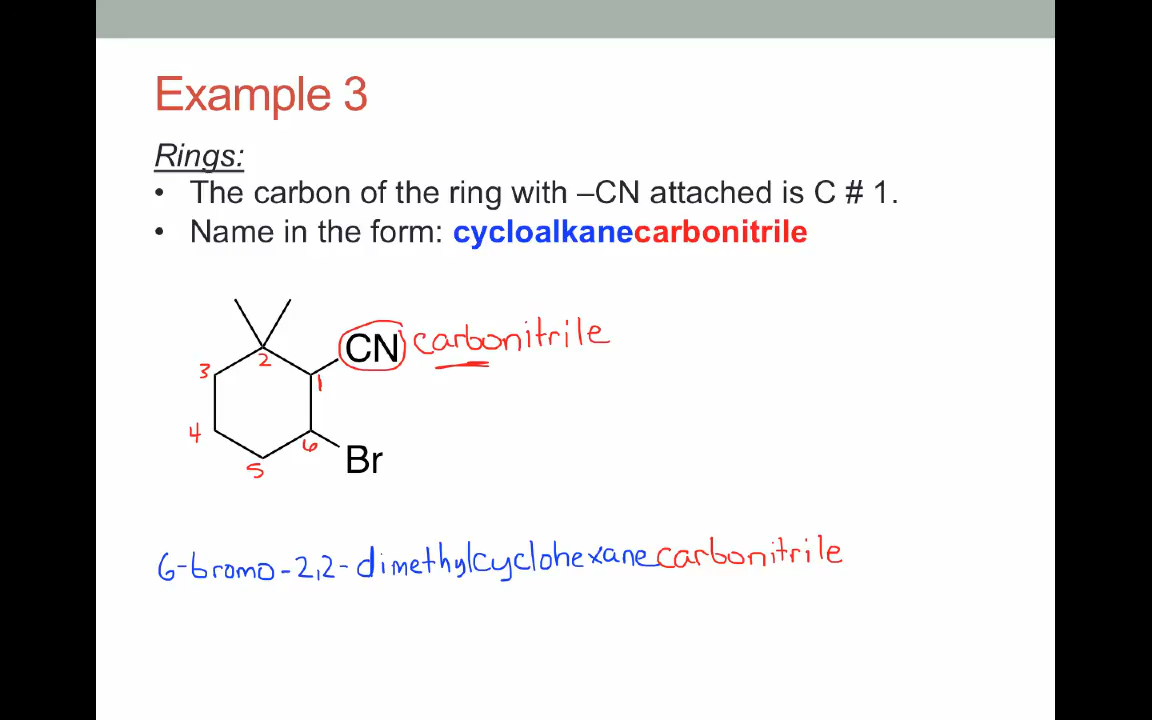 Example 3
Rings:
• The carbon of the ring with –CN attached is C # 1.
• Name in the form: cycloalkanecarbonitrile
CN carbonitrile
2
3
1
4
6
Br
5
6-bromo-2,2-dimethylcyclohexanecarbonitrile